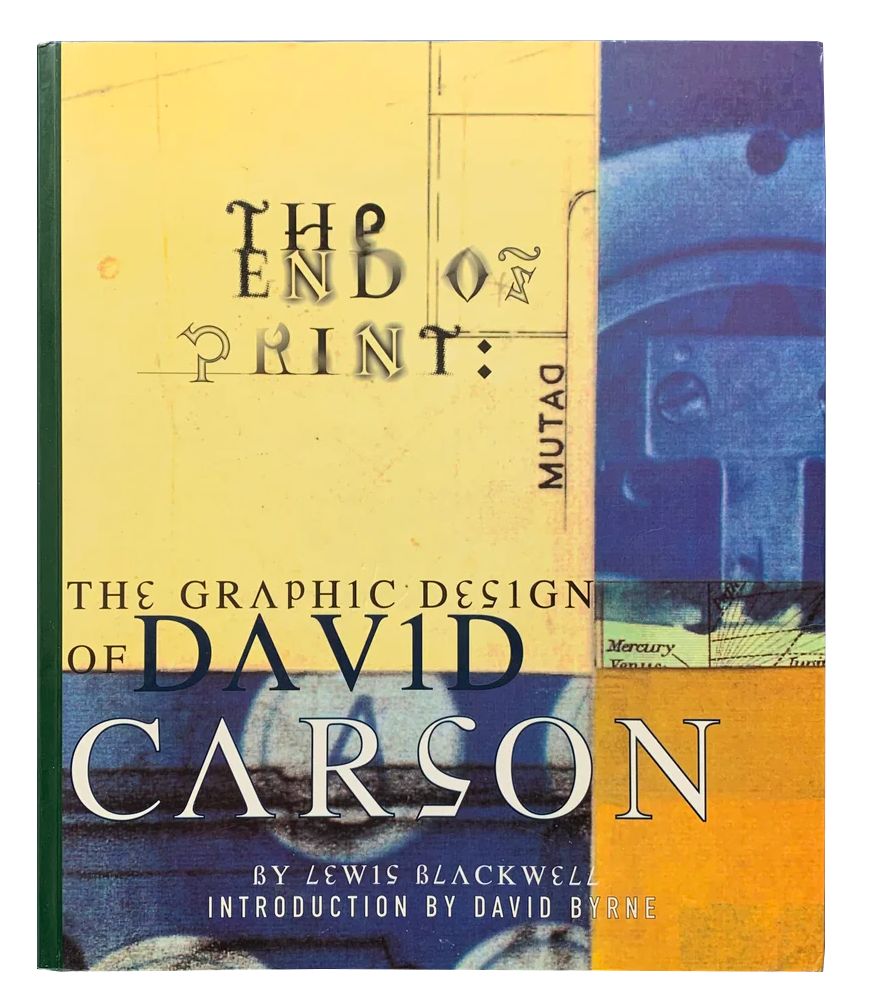 THE
END OF
PRINT:
DATUM
THE GRAPHIC DESIGN
OF DAVID
CARSON
Mercury
Venus:
BY LEWIS BLACKWELL
INTRODUCTION BY DAVID BYRNE